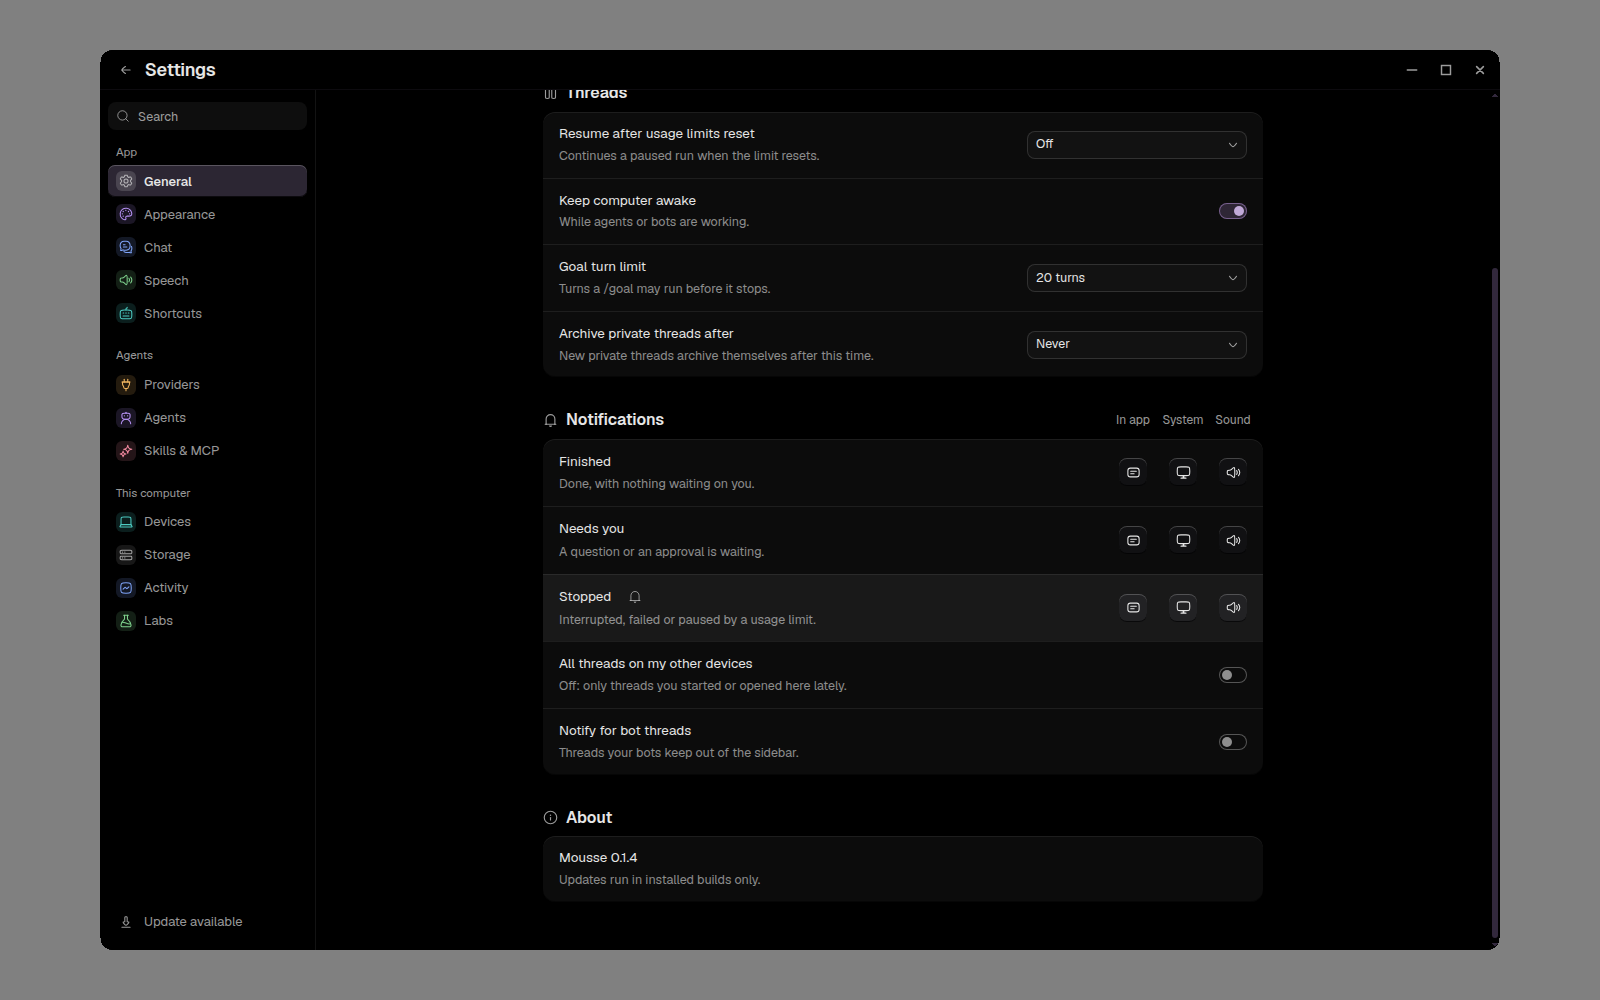 Settings
Search
App
General
Appearance
Chat
Speech
Shortcuts
Agents
Providers
Agents
Skills & MCP
This computer
Devices
Storage
Activity
Labs
Update available
Threads
Resume after usage limits reset
Continues a paused run when the limit resets.
Off
Keep computer awake
While agents or bots are working.
Goal turn limit
Turns a /goal may run before it stops.
20 turns
Archive private threads after
New private threads archive themselves after this time.
Never
Notifications
In app System Sound
Finished
Done, with nothing waiting on you.
Needs you
A question or an approval is waiting.
Stopped
Interrupted, failed or paused by a usage limit.
All threads on my other devices
Off: only threads you started or opened here lately.
Notify for bot threads
Threads your bots keep out of the sidebar.
About
Mousse 0.1.4
Updates run in installed builds only.